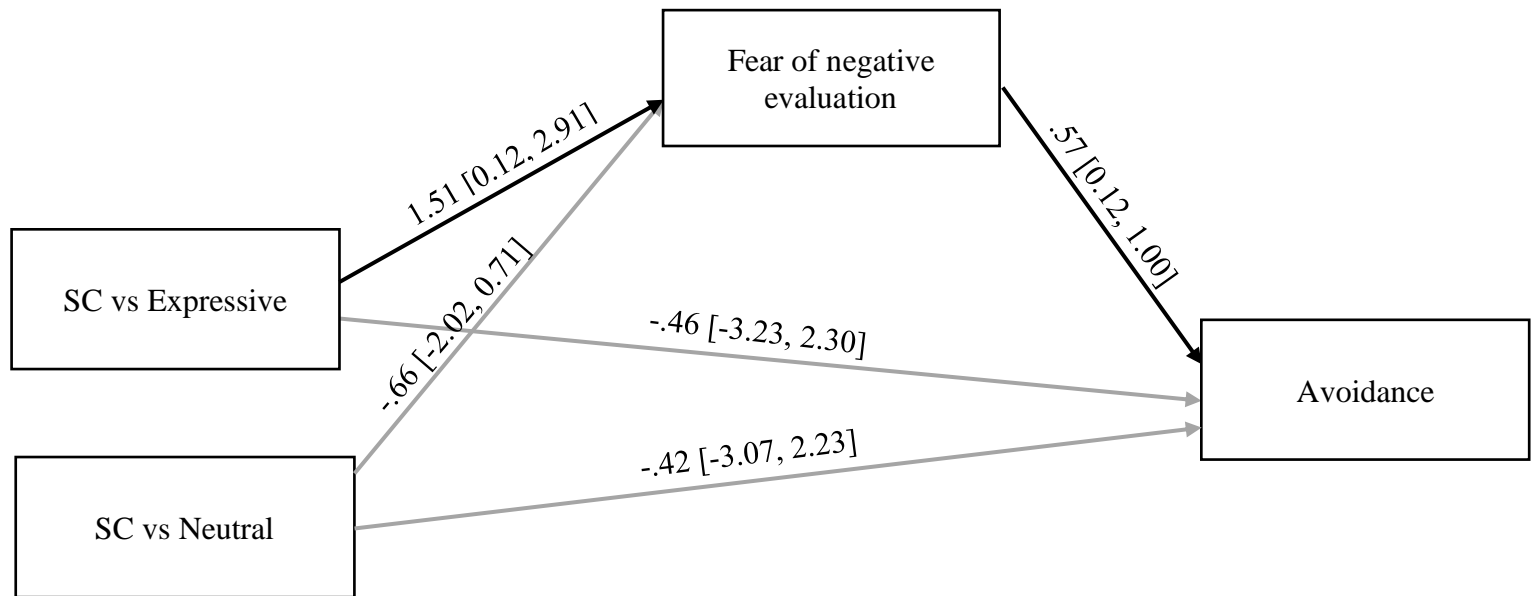 Fear of negative
evaluation
1.51 [0.12, 2.91]
.57 [0.12, 1.00]
SC vs Expressive
-.66 [-2.02, 0.71]
-.46 [-3.23, 2.30]
Avoidance
-.42 [-3.07, 2.23]
SC vs Neutral